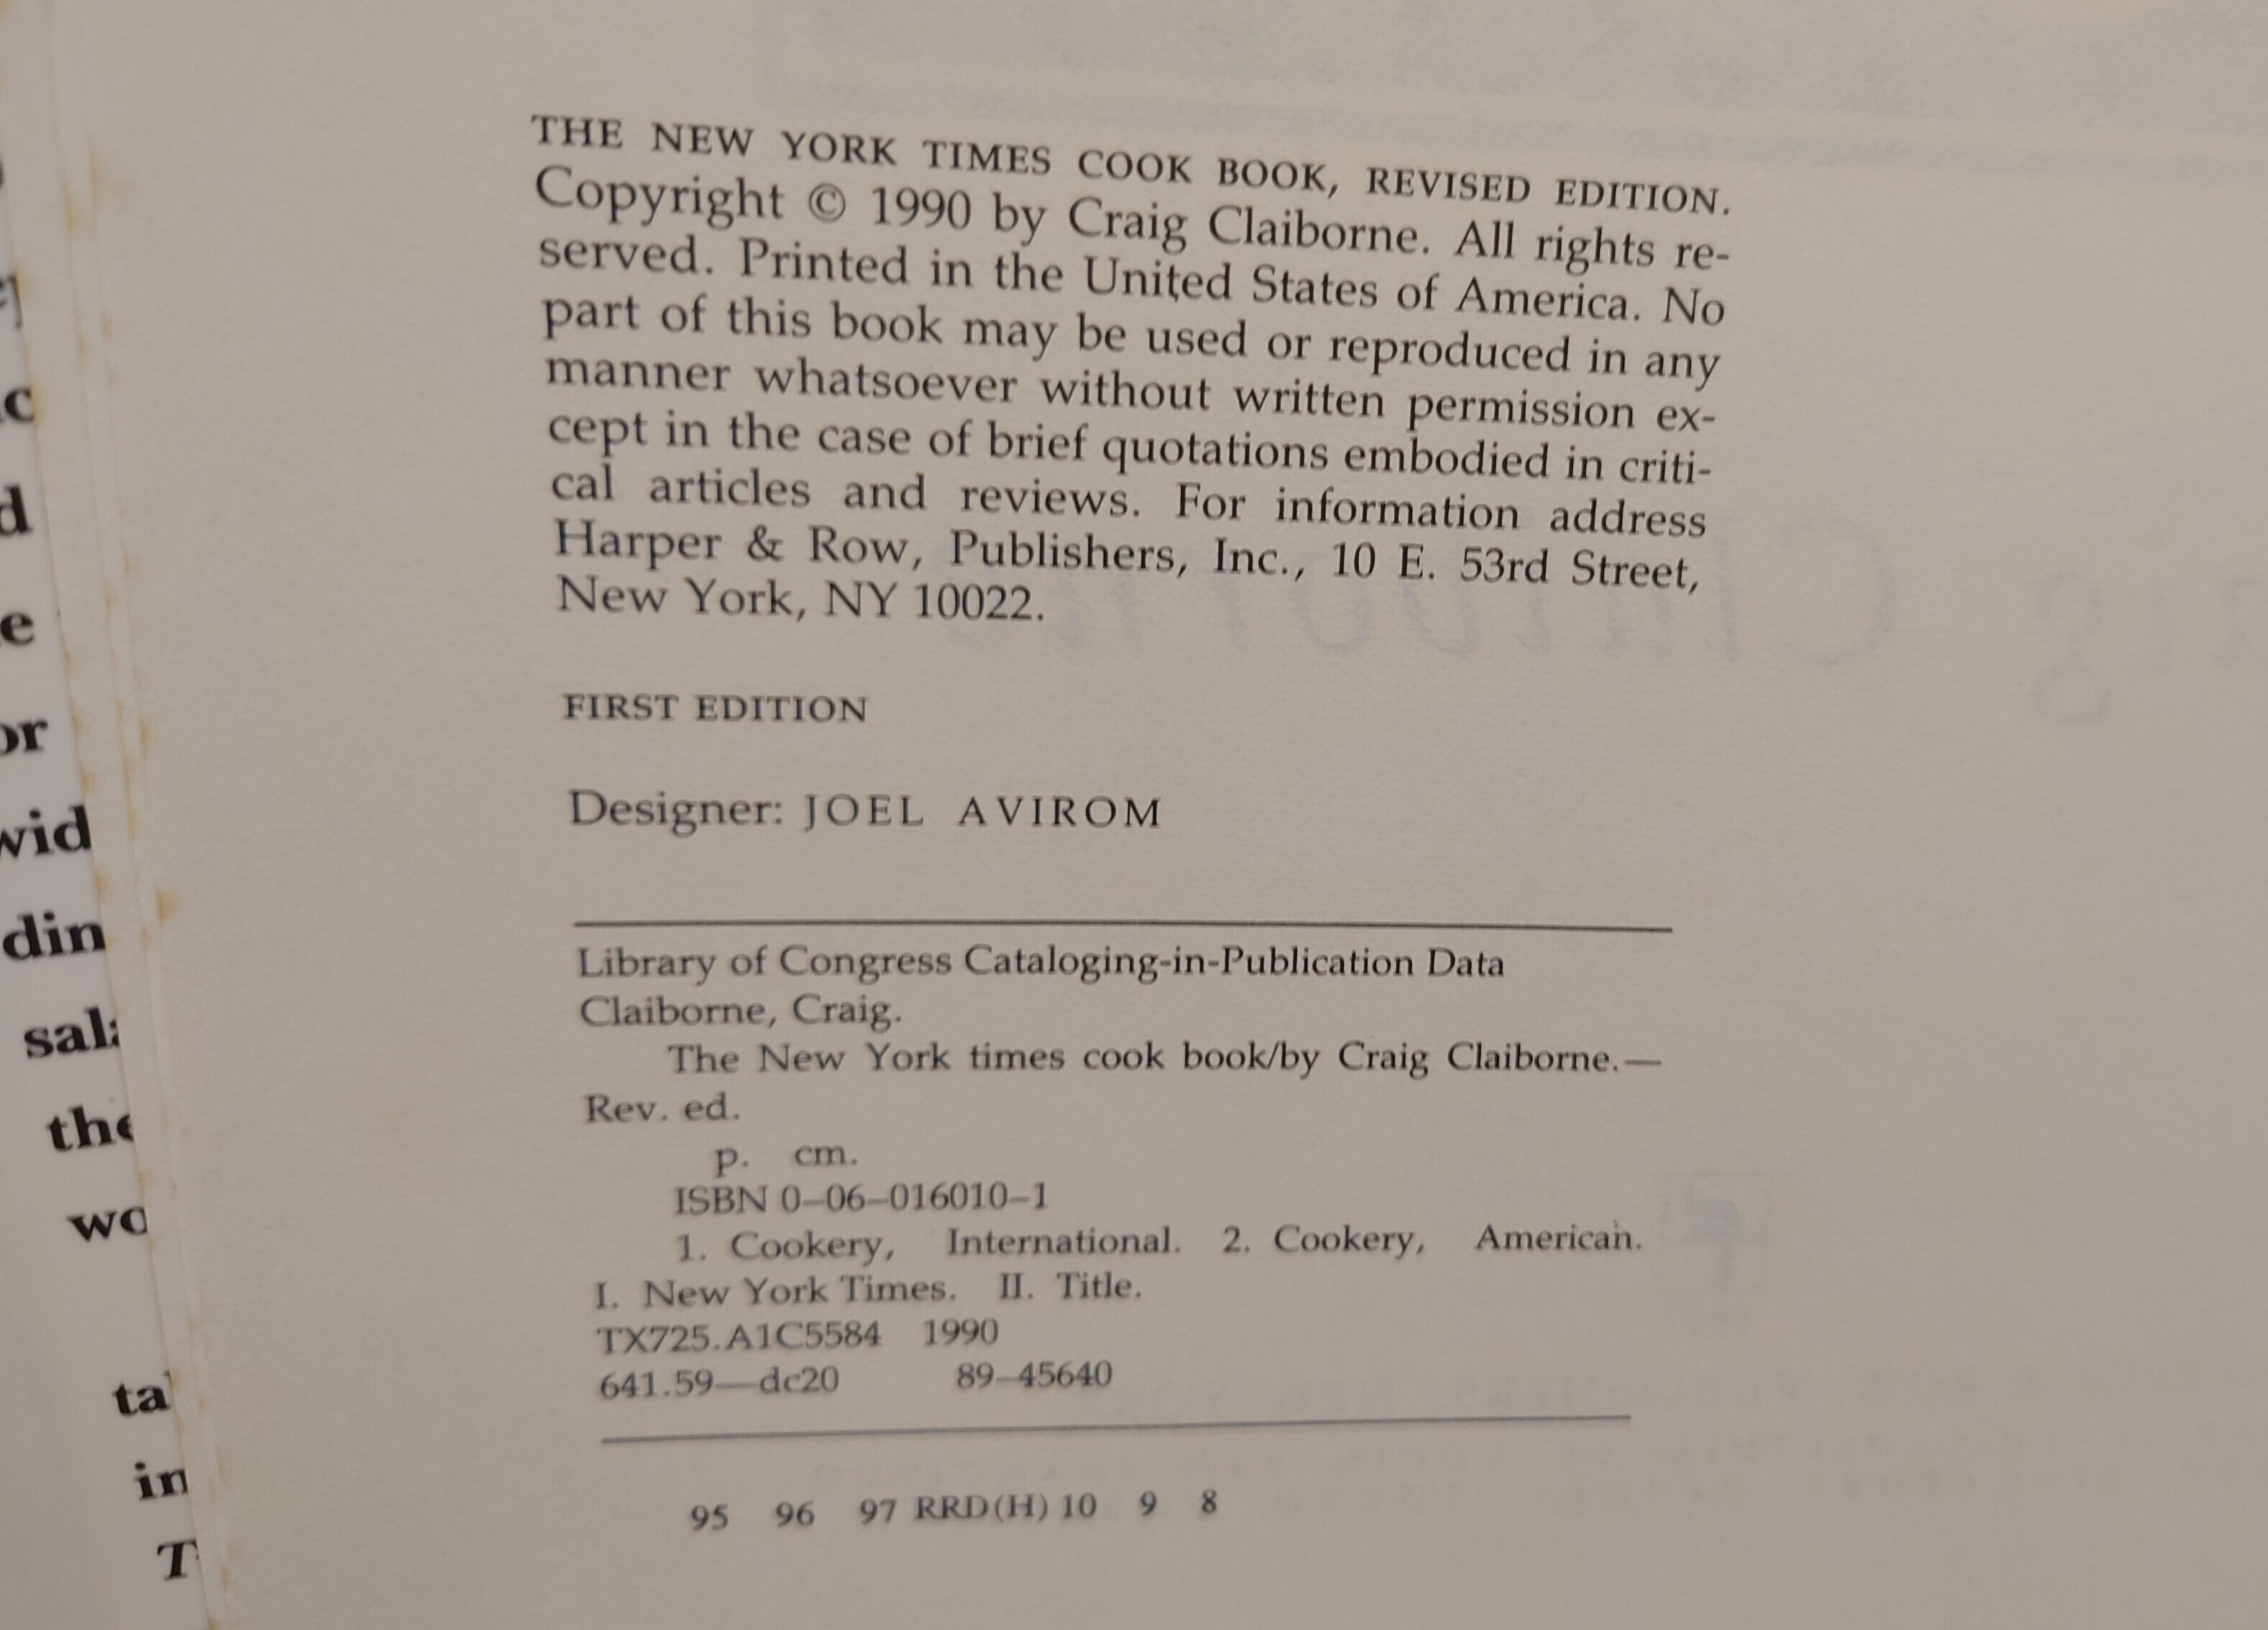 THE NEW YORK TIMES COOK BOOK, REVISED EDITION.
Copyright © 1990 by Craig Claiborne. All rights re-
served. Printed in the United States of America. No
part of this book may be used or reproduced in any
manner whatsoever without written permission ex-
cept in the case of brief quotations embodied in criti-
cal articles and reviews. For information address
Harper & Row, Publishers, Inc., 10 E. 53rd Street,
New York, NY 10022.
FIRST EDITION
Designer: JOEL AVIROM
Library of Congress Cataloging-in-Publication Data
Claiborne, Craig.
The New York times cook book/by Craig Claiborne.—
Rev. ed.
p. cm.
ISBN 0–06–016010–1
1. Cookery, International. 2. Cookery, American.
I. New York Times. II. Title.
TX725.A1C5584 1990
641.59—dc20 89–45640
95 96 97 RRD(H) 10 9 8